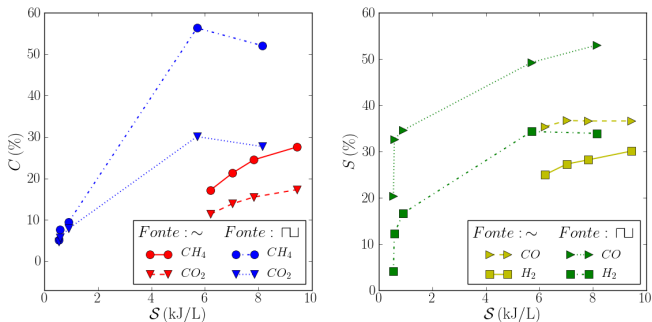 60
50
40
30
20
10
0
C (%)
0 2 4 6 8 10
𝒮 (kJ/L)
Fonte : ∼ Fonte : ⊓⊔
CH₄ CH₄
CO₂ CO₂
60
50
40
30
20
10
0
S (%)
0 2 4 6 8 10
𝒮 (kJ/L)
Fonte : ∼ Fonte : ⊓⊔
CO CO
H₂ H₂